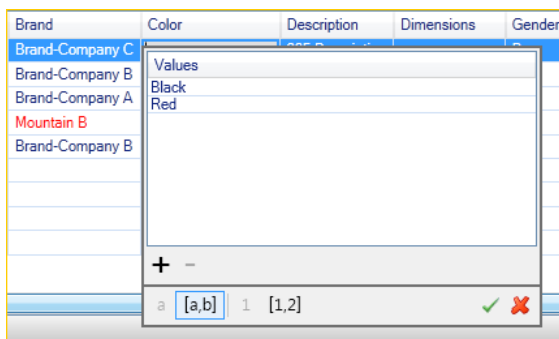 Brand Color Description Dimensions Gender
Brand-Company C
Values
Black
Red
Brand-Company B
Brand-Company A
Mountain B
Brand-Company B
a [a,b] 1 [1,2]